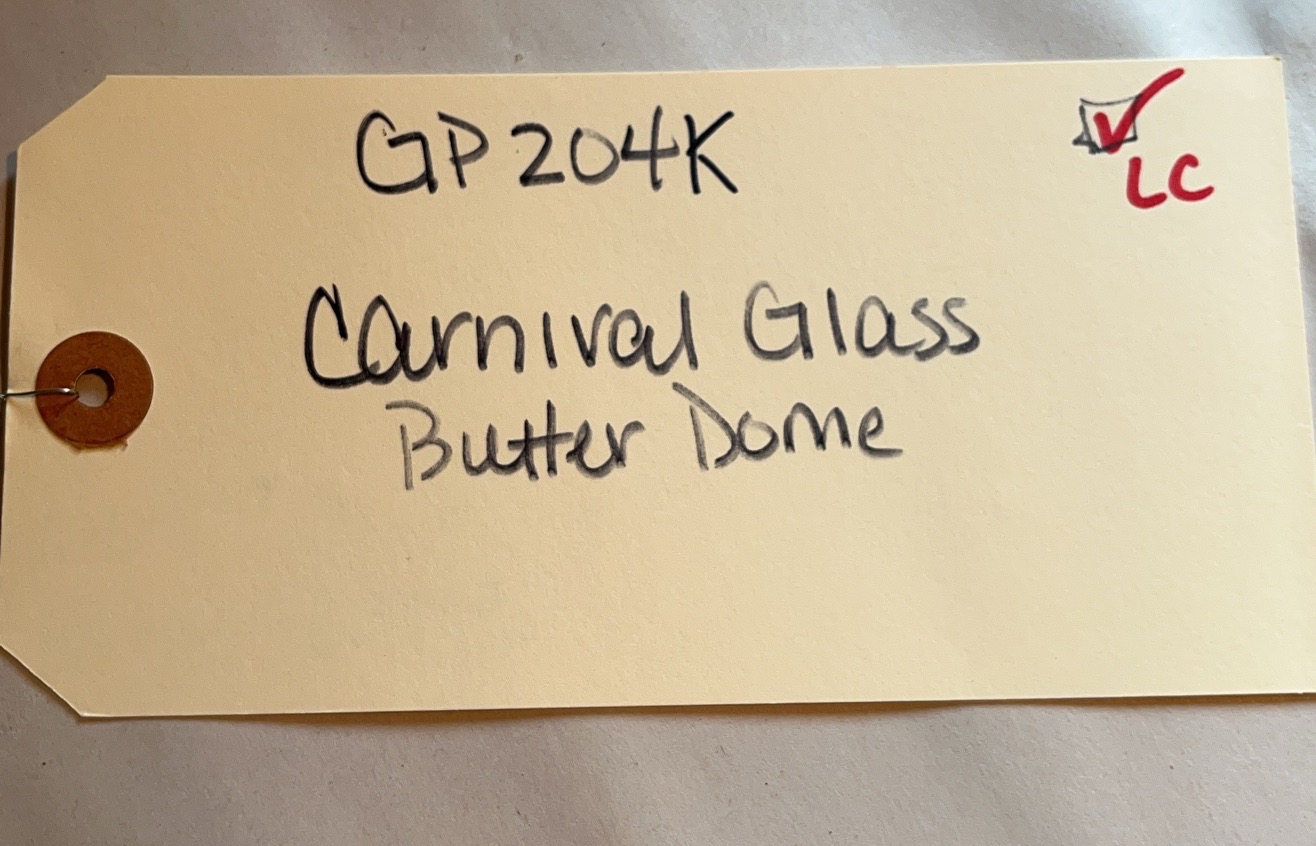 GP204K
LC
Carnival Glass
Butter Dome